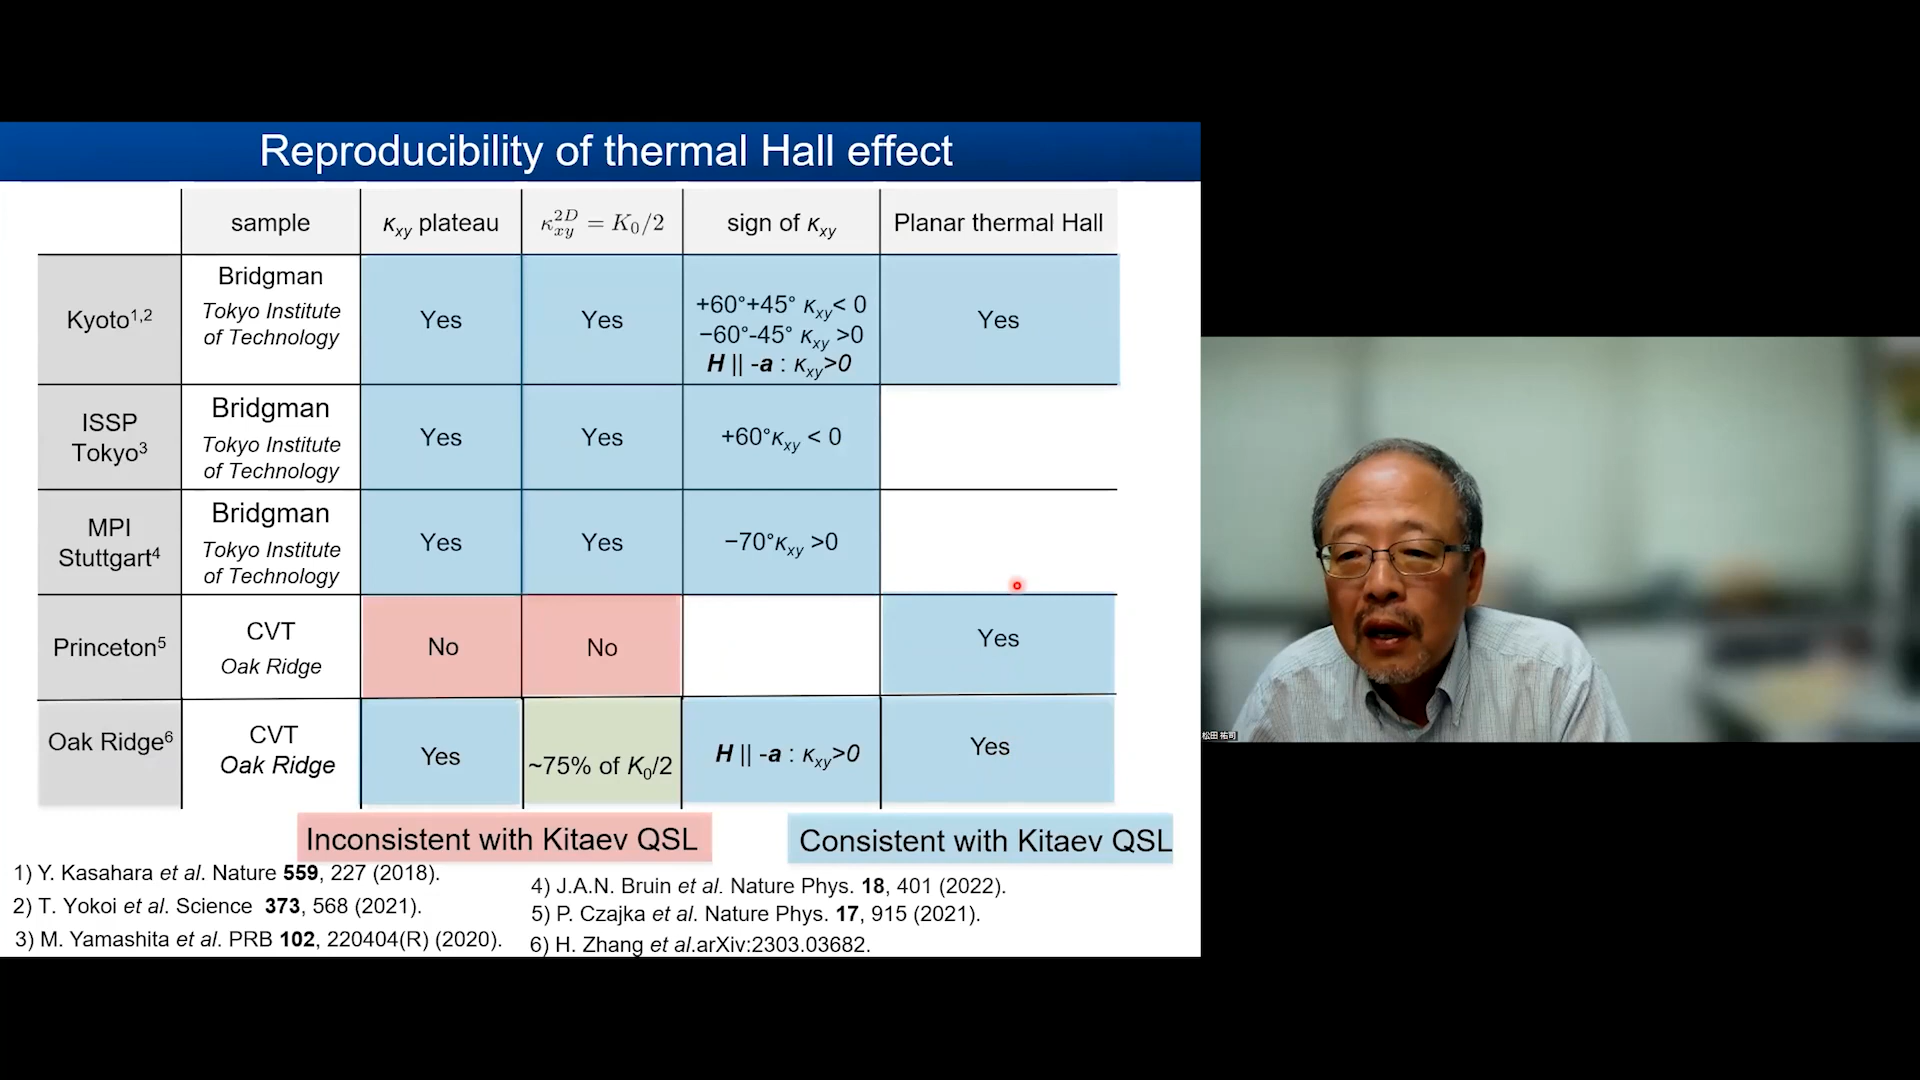 Reproducibility of thermal Hall effect
sample κxy plateau κ²ᴰxy = K₀/2 sign of κxy Planar thermal Hall
Kyoto¹,²
Bridgman
Tokyo Institute
of Technology
Yes
Yes
+60°+45° κxy< 0
−60°-45° κxy >0
H || -a : κxy>0
Yes
ISSP
Tokyo³
Bridgman
Tokyo Institute
of Technology
Yes
Yes
+60°κxy < 0
MPI
Stuttgart⁴
Bridgman
Tokyo Institute
of Technology
Yes
Yes
−70°κxy >0
Princeton⁵
CVT
Oak Ridge
No
No
Yes
Oak Ridge⁶
CVT
Oak Ridge
Yes
~75% of K₀/2
H || -a : κxy>0
Yes
Inconsistent with Kitaev QSL
Consistent with Kitaev QSL
1) Y. Kasahara et al. Nature 559, 227 (2018).
2) T. Yokoi et al. Science 373, 568 (2021).
3) M. Yamashita et al. PRB 102, 220404(R) (2020).
4) J.A.N. Bruin et al. Nature Phys. 18, 401 (2022).
5) P. Czajka et al. Nature Phys. 17, 915 (2021).
6) H. Zhang et al.arXiv:2303.03682.
松田 祐司